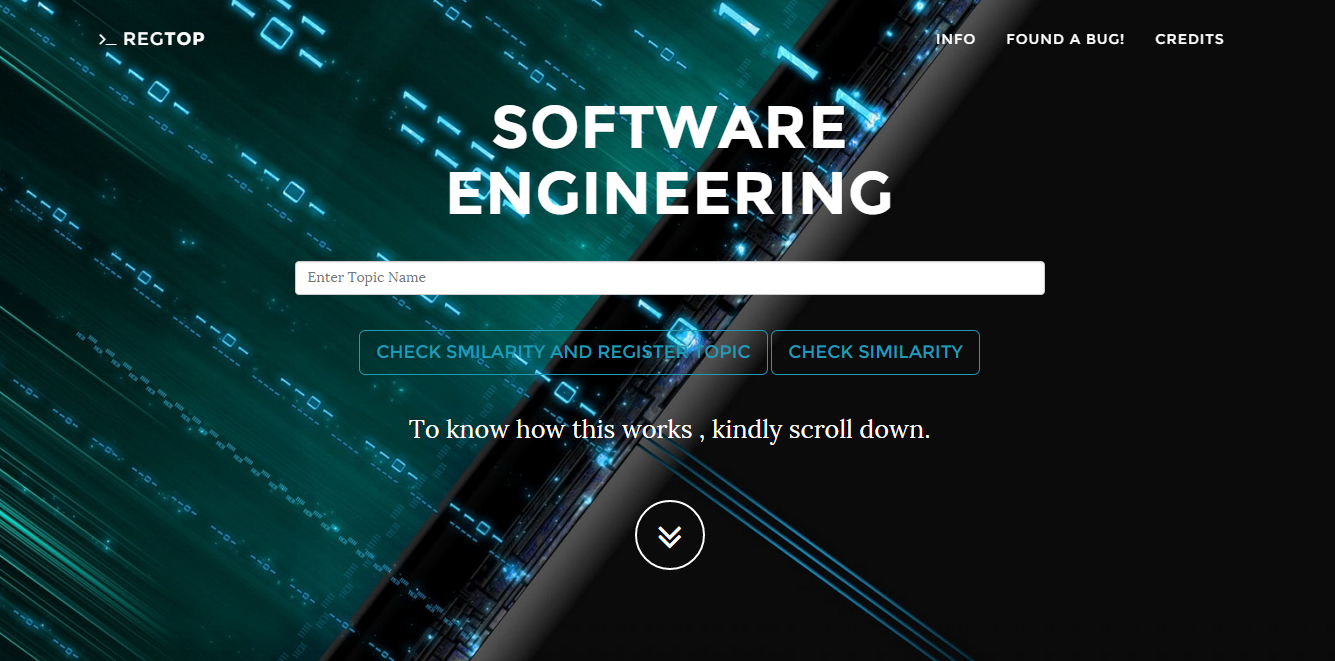 >_ REGTOP
INFO FOUND A BUG! CREDITS
SOFTWARE
ENGINEERING
Enter Topic Name
CHECK SMILARITY AND REGISTER TOPIC CHECK SIMILARITY
To know how this works , kindly scroll down.